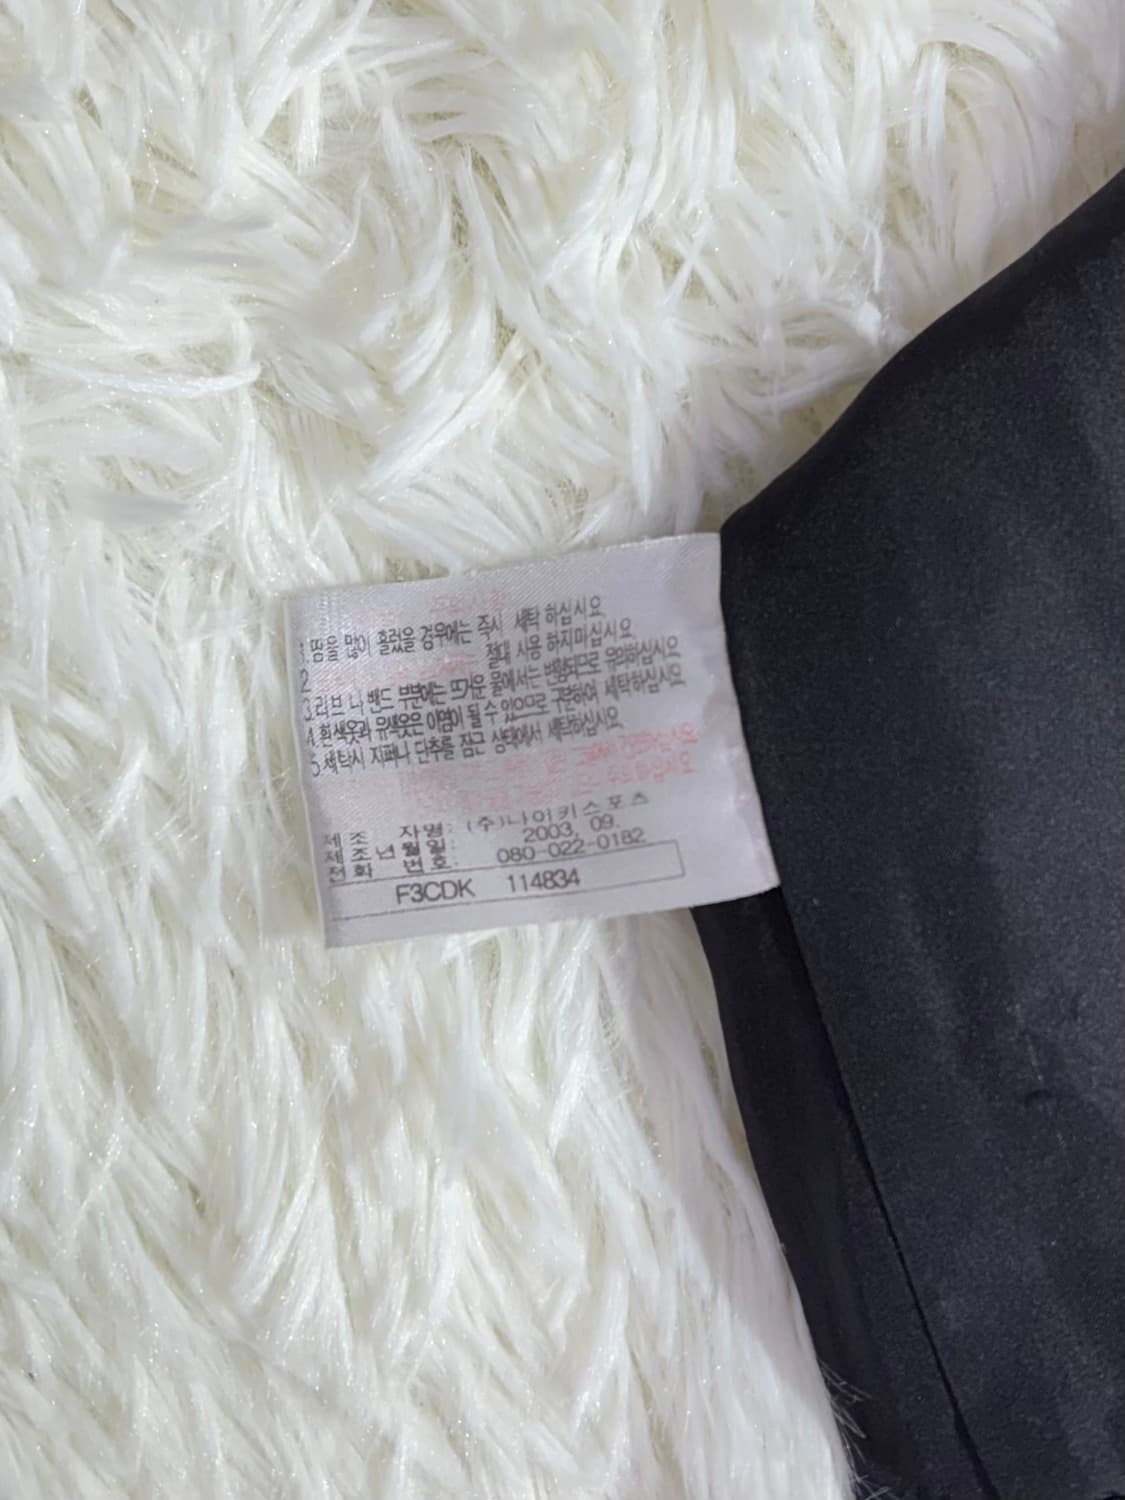 1.땀을 많이 흘렸을 경우에는 즉시 세탁 하십시요
2. 절대 사용 하지마십시요
3.리브 나 밴드 부분에는 뜨거운 물에서는 변형되므로 유의하십시요
4.흰색옷과 유색옷은 이염이 될 수 있으므로 구분하여 세탁하십시요
5.세탁시 지퍼나 단추를 잠근 상태에서 세탁하십시요
제 조 자명: (주)나이키스포츠
제조년월일: 2003. 09.
전화 번호: 080-022-0182
F3CDK 114834